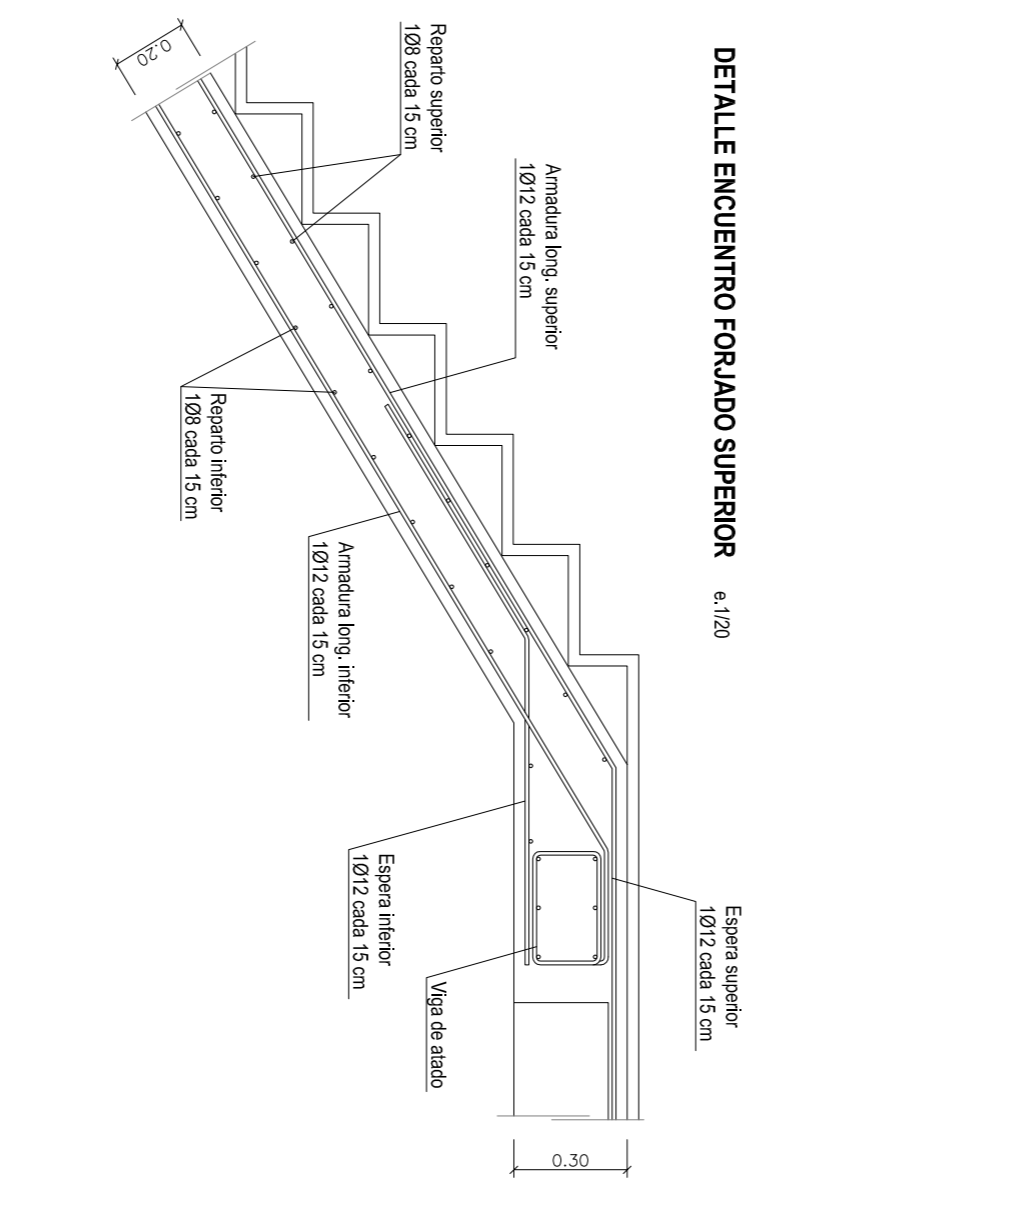 DETALLE ENCUENTRO FORJADO SUPERIOR e.1/20
0.20
Reparto superior
1Ø8 cada 15 cm
Armadura long. superior
1Ø12 cada 15 cm
Reparto inferior
1Ø8 cada 15 cm
Armadura long. inferior
1Ø12 cada 15 cm
Espera inferior
1Ø12 cada 15 cm
Espera superior
1Ø12 cada 15 cm
Viga de atado
0.30